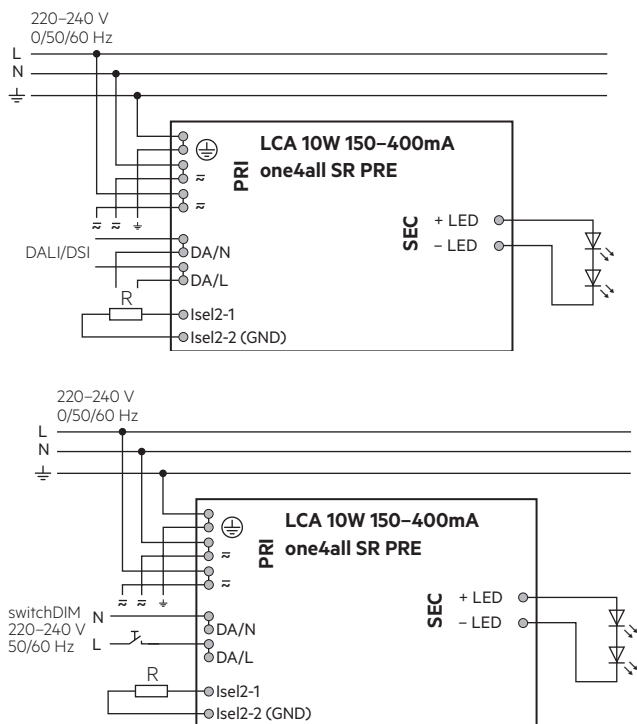 220–240 V
0/50/60 Hz
L
N
LCA 10W 150–400mA
one4all SR PRE
PRI
SEC
+ LED
– LED
DALI/DSI
DA/N
DA/L
R
Isel2-1
Isel2-2 (GND)
220–240 V
0/50/60 Hz
L
N
LCA 10W 150–400mA
one4all SR PRE
PRI
SEC
+ LED
– LED
switchDIM N
220–240 V
50/60 Hz L
DA/N
DA/L
R
Isel2-1
Isel2-2 (GND)